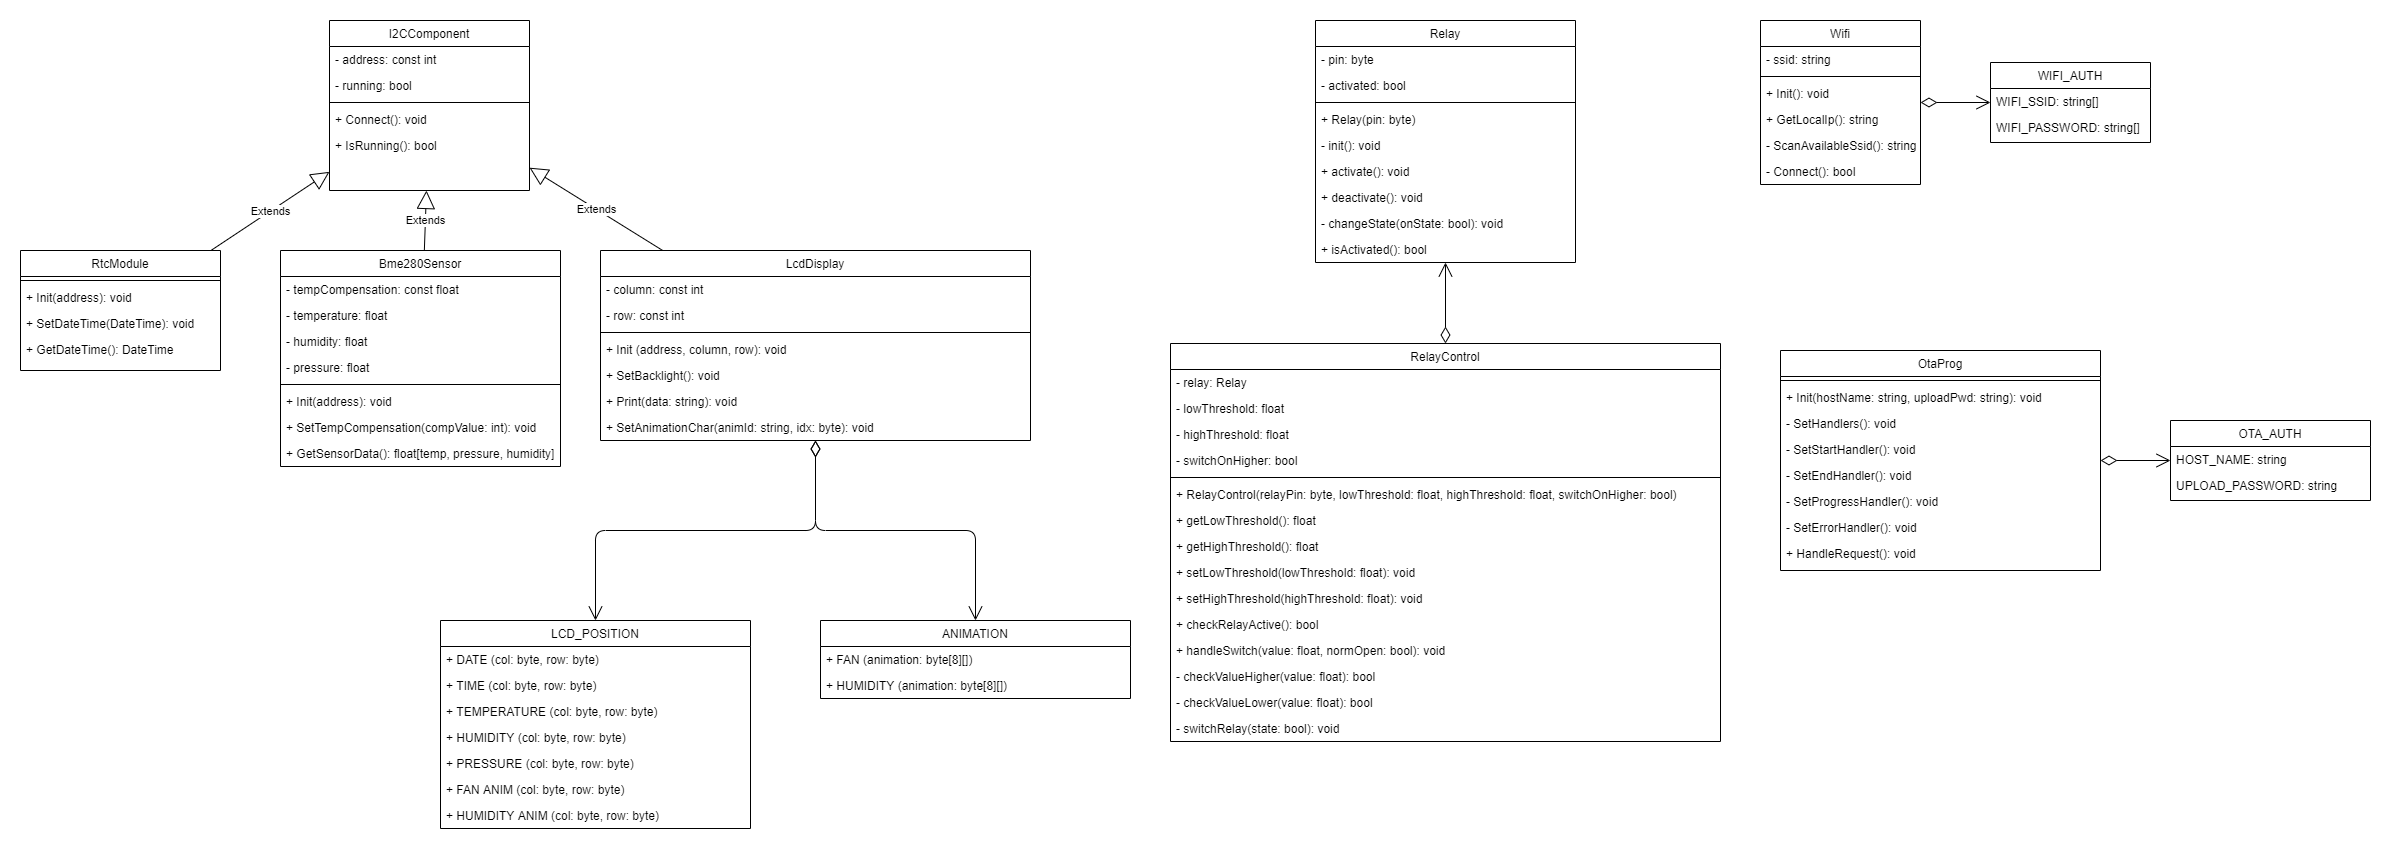 I2CComponent
- address: const int
- running: bool
+ Connect(): void
+ IsRunning(): bool
Extends
Extends
Extends
RtcModule
+ Init(address): void
+ SetDateTime(DateTime): void
+ GetDateTime(): DateTime
Bme280Sensor
- tempCompensation: const float
- temperature: float
- humidity: float
- pressure: float
+ Init(address): void
+ SetTempCompensation(compValue: int): void
+ GetSensorData(): float[temp, pressure, humidity]
LcdDisplay
- column: const int
- row: const int
+ Init (address, column, row): void
+ SetBacklight(): void
+ Print(data: string): void
+ SetAnimationChar(animId: string, idx: byte): void
LCD_POSITION
+ DATE (col: byte, row: byte)
+ TIME (col: byte, row: byte)
+ TEMPERATURE (col: byte, row: byte)
+ HUMIDITY (col: byte, row: byte)
+ PRESSURE (col: byte, row: byte)
+ FAN ANIM (col: byte, row: byte)
+ HUMIDITY ANIM (col: byte, row: byte)
ANIMATION
+ FAN (animation: byte[8][])
+ HUMIDITY (animation: byte[8][])
Relay
- pin: byte
- activated: bool
+ Relay(pin: byte)
- init(): void
+ activate(): void
+ deactivate(): void
- changeState(onState: bool): void
+ isActivated(): bool
RelayControl
- relay: Relay
- lowThreshold: float
- highThreshold: float
- switchOnHigher: bool
+ RelayControl(relayPin: byte, lowThreshold: float, highThreshold: float, switchOnHigher: bool)
+ getLowThreshold(): float
+ getHighThreshold(): float
+ setLowThreshold(lowThreshold: float): void
+ setHighThreshold(highThreshold: float): void
+ checkRelayActive(): bool
+ handleSwitch(value: float, normOpen: bool): void
- checkValueHigher(value: float): bool
- checkValueLower(value: float): bool
- switchRelay(state: bool): void
Wifi
- ssid: string
+ Init(): void
+ GetLocalIp(): string
- ScanAvailableSsid(): string
- Connect(): bool
WIFI_AUTH
WIFI_SSID: string[]
WIFI_PASSWORD: string[]
OtaProg
+ Init(hostName: string, uploadPwd: string): void
- SetHandlers(): void
- SetStartHandler(): void
- SetEndHandler(): void
- SetProgressHandler(): void
- SetErrorHandler(): void
+ HandleRequest(): void
OTA_AUTH
HOST_NAME: string
UPLOAD_PASSWORD: string